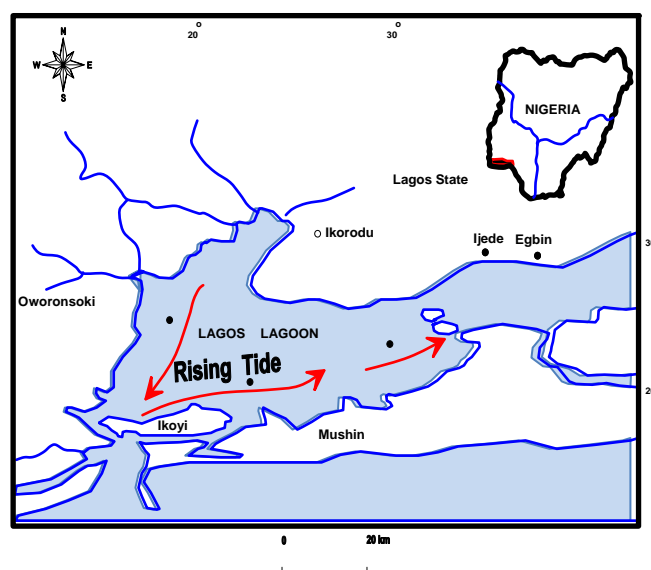 20° 30°
N
W E
S
NIGERIA
Lagos State
Ikorodu
Ijede Egbin
3
Oworonsoki
LAGOS LAGOON
Rising Tide
2
Ikoyi
Mushin
0 20 km